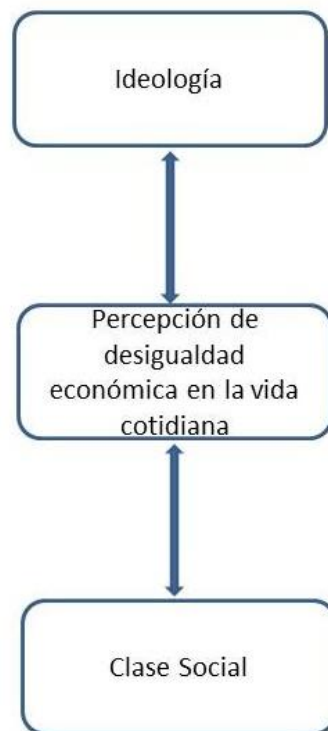 Ideología
Percepción de
desigualdad
económica en la vida
cotidiana
Clase Social